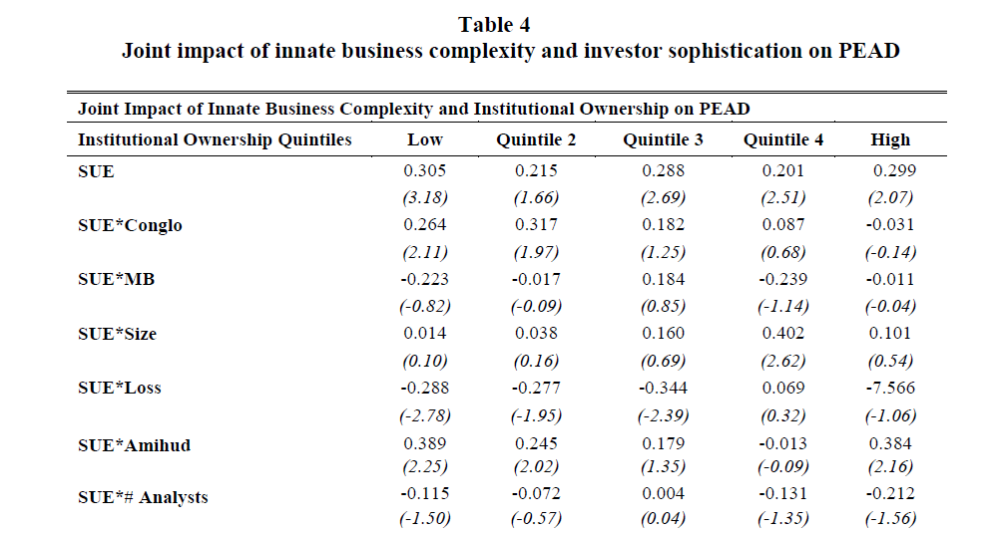 Table 4
Joint impact of innate business complexity and investor sophistication on PEAD
Joint Impact of Innate Business Complexity and Institutional Ownership on PEAD
Institutional Ownership Quintiles Low Quintile 2 Quintile 3 Quintile 4 High
SUE 0.305 0.215 0.288 0.201 0.299
(3.18) (1.66) (2.69) (2.51) (2.07)
SUE*Conglo 0.264 0.317 0.182 0.087 -0.031
(2.11) (1.97) (1.25) (0.68) (-0.14)
SUE*MB -0.223 -0.017 0.184 -0.239 -0.011
(-0.82) (-0.09) (0.85) (-1.14) (-0.04)
SUE*Size 0.014 0.038 0.160 0.402 0.101
(0.10) (0.16) (0.69) (2.62) (0.54)
SUE*Loss -0.288 -0.277 -0.344 0.069 -7.566
(-2.78) (-1.95) (-2.39) (0.32) (-1.06)
SUE*Amihud 0.389 0.245 0.179 -0.013 0.384
(2.25) (2.02) (1.35) (-0.09) (2.16)
SUE*# Analysts -0.115 -0.072 0.004 -0.131 -0.212
(-1.50) (-0.57) (0.04) (-1.35) (-1.56)